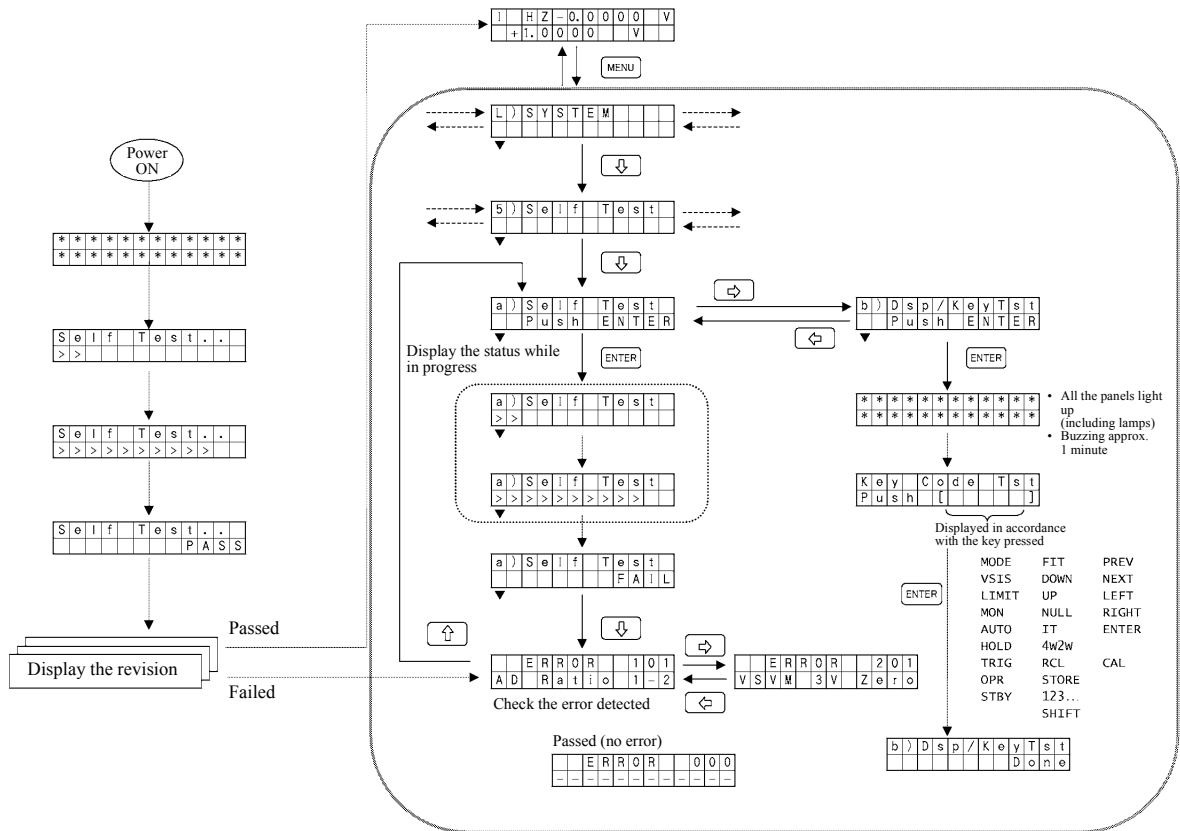 I HZ-0.0000 V
+1.0000 V
MENU
L)SYSTEM
Power
ON
5)Self Test
************
************
a)Self Test
Push ENTER
b)Dsp/KeyTst
Push ENTER
Self Test..
>>
Display the status while
in progress
ENTER
ENTER
a)Self Test
>>
************
************
• All the panels light
up
(including lamps)
• Buzzing approx.
1 minute
Self Test..
>>>>>>>>>>
a)Self Test
>>>>>>>>>>
Key Code Tst
Push [ ]
Displayed in accordance
with the key pressed
Self Test..
PASS
a)Self Test
FAIL
MODE FIT PREV
VSIS DOWN NEXT
LIMIT UP LEFT
MON NULL RIGHT
AUTO IT ENTER
HOLD 4W2W
TRIG RCL CAL
OPR STORE
STBY 123...
SHIFT
ENTER
Passed
Display the revision
Failed
ERROR 101
AD Ratio 1-2
ERROR 201
VSVM 3V Zero
Check the error detected
Passed (no error)
ERROR 000
------------
b)Dsp/KeyTst
Done